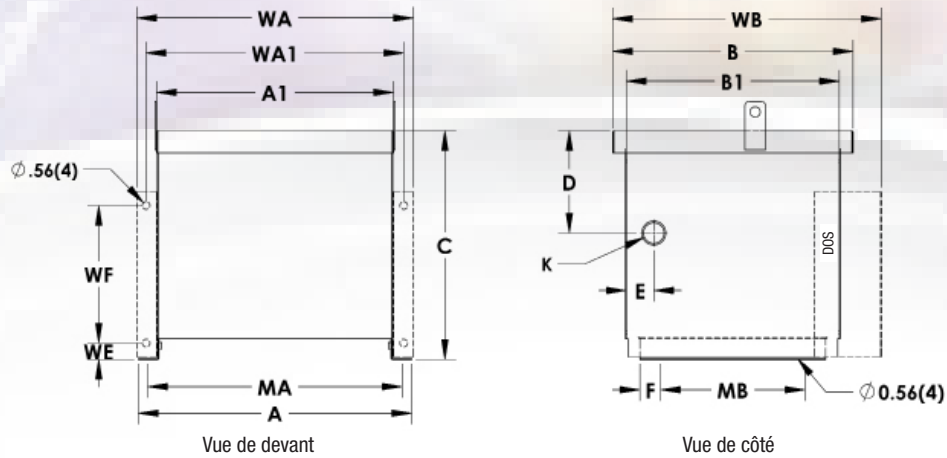 WA
WA1
A1
Ø.56(4)
WF
C
WE
MA
A
Vue de devant
WB
B
B1
D
K
E
DOS
F
MB
Ø0.56(4)
Vue de côté